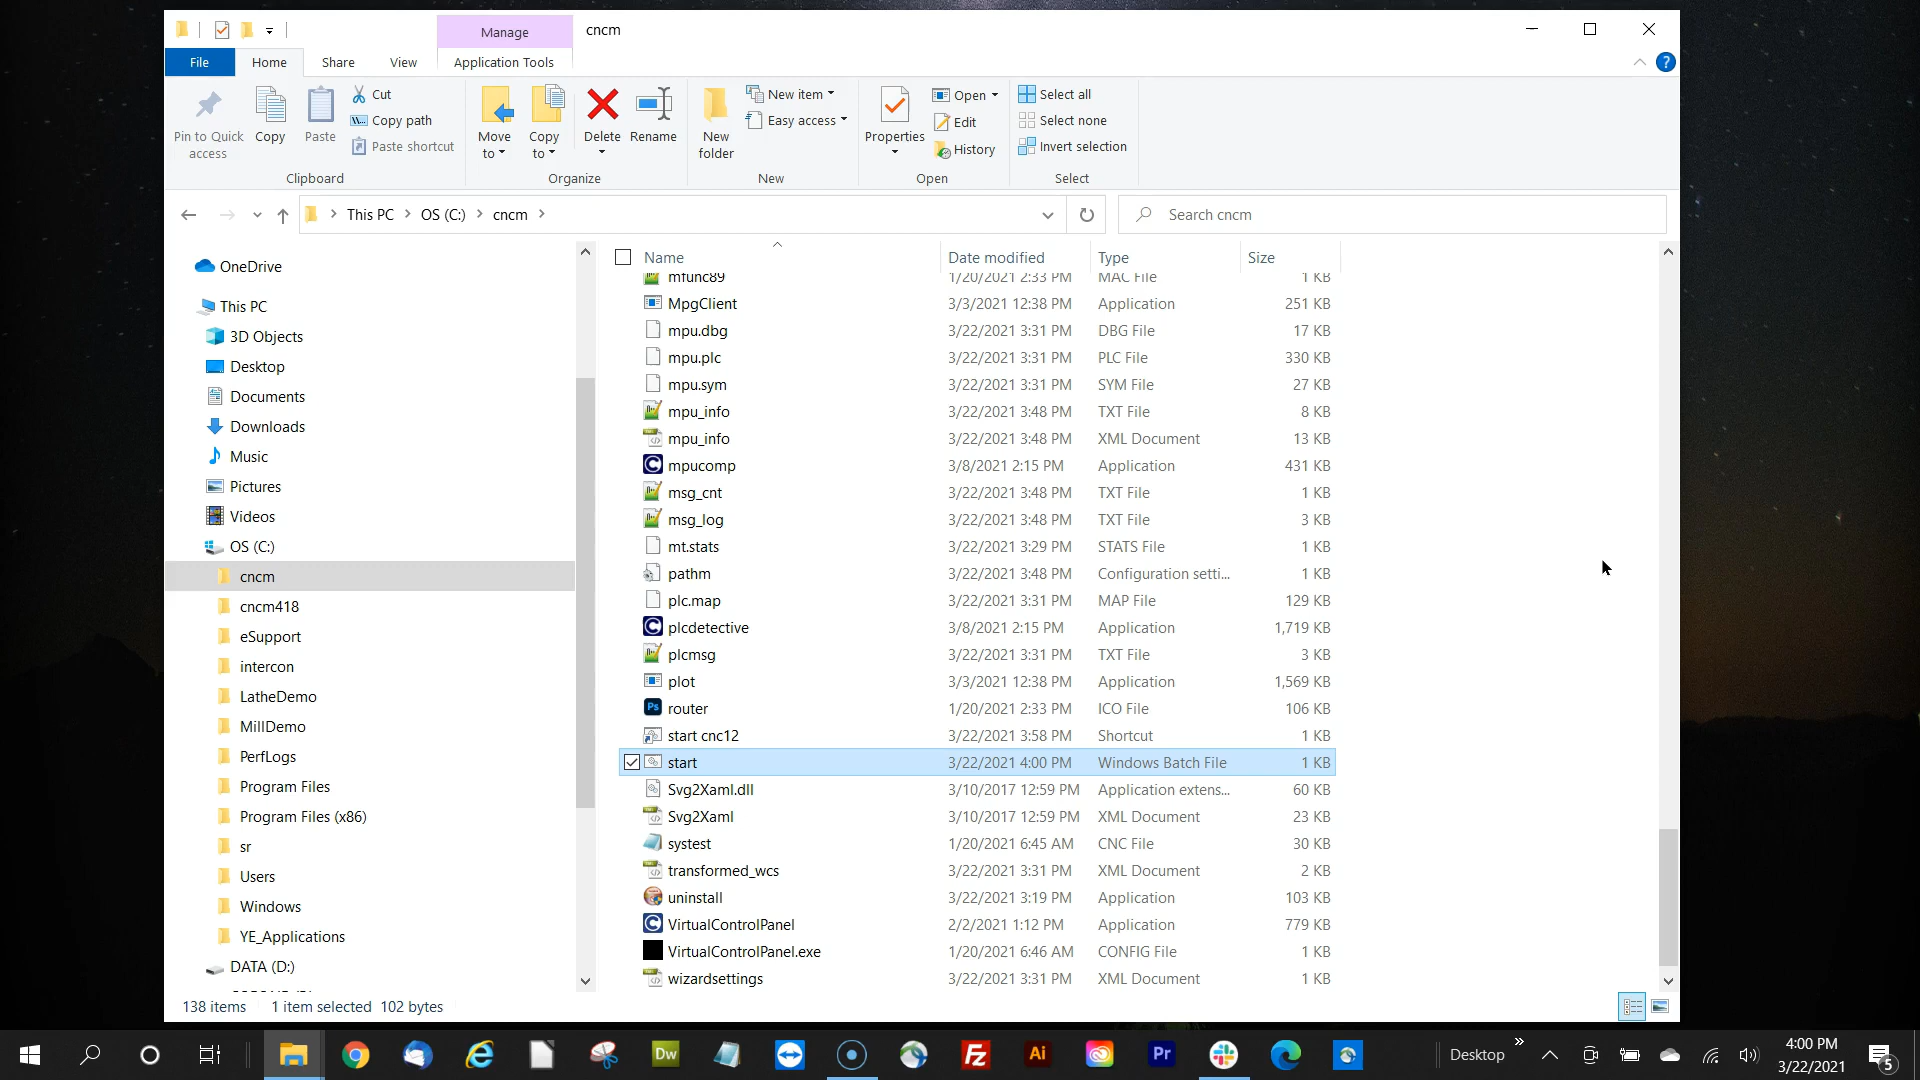 Manage
cncm
File
Home
Share
View
Application Tools
Pin to Quick access
Copy
Paste
Cut
Copy path
Paste shortcut
Clipboard
Move to
Copy to
Delete
Rename
Organize
New folder
New item
Easy access
New
Properties
Open
Edit
History
Open
Select all
Select none
Invert selection
Select
This PC > OS (C:) > cncm >
Search cncm
OneDrive
This PC
3D Objects
Desktop
Documents
Downloads
Music
Pictures
Videos
OS (C:)
cncm
cncm418
eSupport
intercon
LatheDemo
MillDemo
PerfLogs
Program Files
Program Files (x86)
sr
Users
Windows
YE_Applications
DATA (D:)
Name Date modified Type Size
mfunc89 1/20/2021 2:33 PM MAC File 1 KB
MpgClient 3/3/2021 12:38 PM Application 251 KB
mpu.dbg 3/22/2021 3:31 PM DBG File 17 KB
mpu.plc 3/22/2021 3:31 PM PLC File 330 KB
mpu.sym 3/22/2021 3:31 PM SYM File 27 KB
mpu_info 3/22/2021 3:48 PM TXT File 8 KB
mpu_info 3/22/2021 3:48 PM XML Document 13 KB
mpucomp 3/8/2021 2:15 PM Application 431 KB
msg_cnt 3/22/2021 3:48 PM TXT File 1 KB
msg_log 3/22/2021 3:48 PM TXT File 3 KB
mt.stats 3/22/2021 3:29 PM STATS File 1 KB
pathm 3/22/2021 3:48 PM Configuration setti... 1 KB
plc.map 3/22/2021 3:31 PM MAP File 129 KB
plcdetective 3/8/2021 2:15 PM Application 1,719 KB
plcmsg 3/22/2021 3:31 PM TXT File 3 KB
plot 3/3/2021 12:38 PM Application 1,569 KB
router 1/20/2021 2:33 PM ICO File 106 KB
start cnc12 3/22/2021 3:58 PM Shortcut 1 KB
start 3/22/2021 4:00 PM Windows Batch File 1 KB
Svg2Xaml.dll 3/10/2017 12:59 PM Application extens... 60 KB
Svg2Xaml 3/10/2017 12:59 PM XML Document 23 KB
systest 1/20/2021 6:45 AM CNC File 30 KB
transformed_wcs 3/22/2021 3:31 PM XML Document 2 KB
uninstall 3/22/2021 3:19 PM Application 103 KB
VirtualControlPanel 2/2/2021 1:12 PM Application 779 KB
VirtualControlPanel.exe 1/20/2021 6:46 AM CONFIG File 1 KB
wizardsettings 3/22/2021 3:31 PM XML Document 1 KB
138 items 1 item selected 102 bytes
Dw
Fz
Ai
Pr
Desktop
4:00 PM
3/22/2021
5